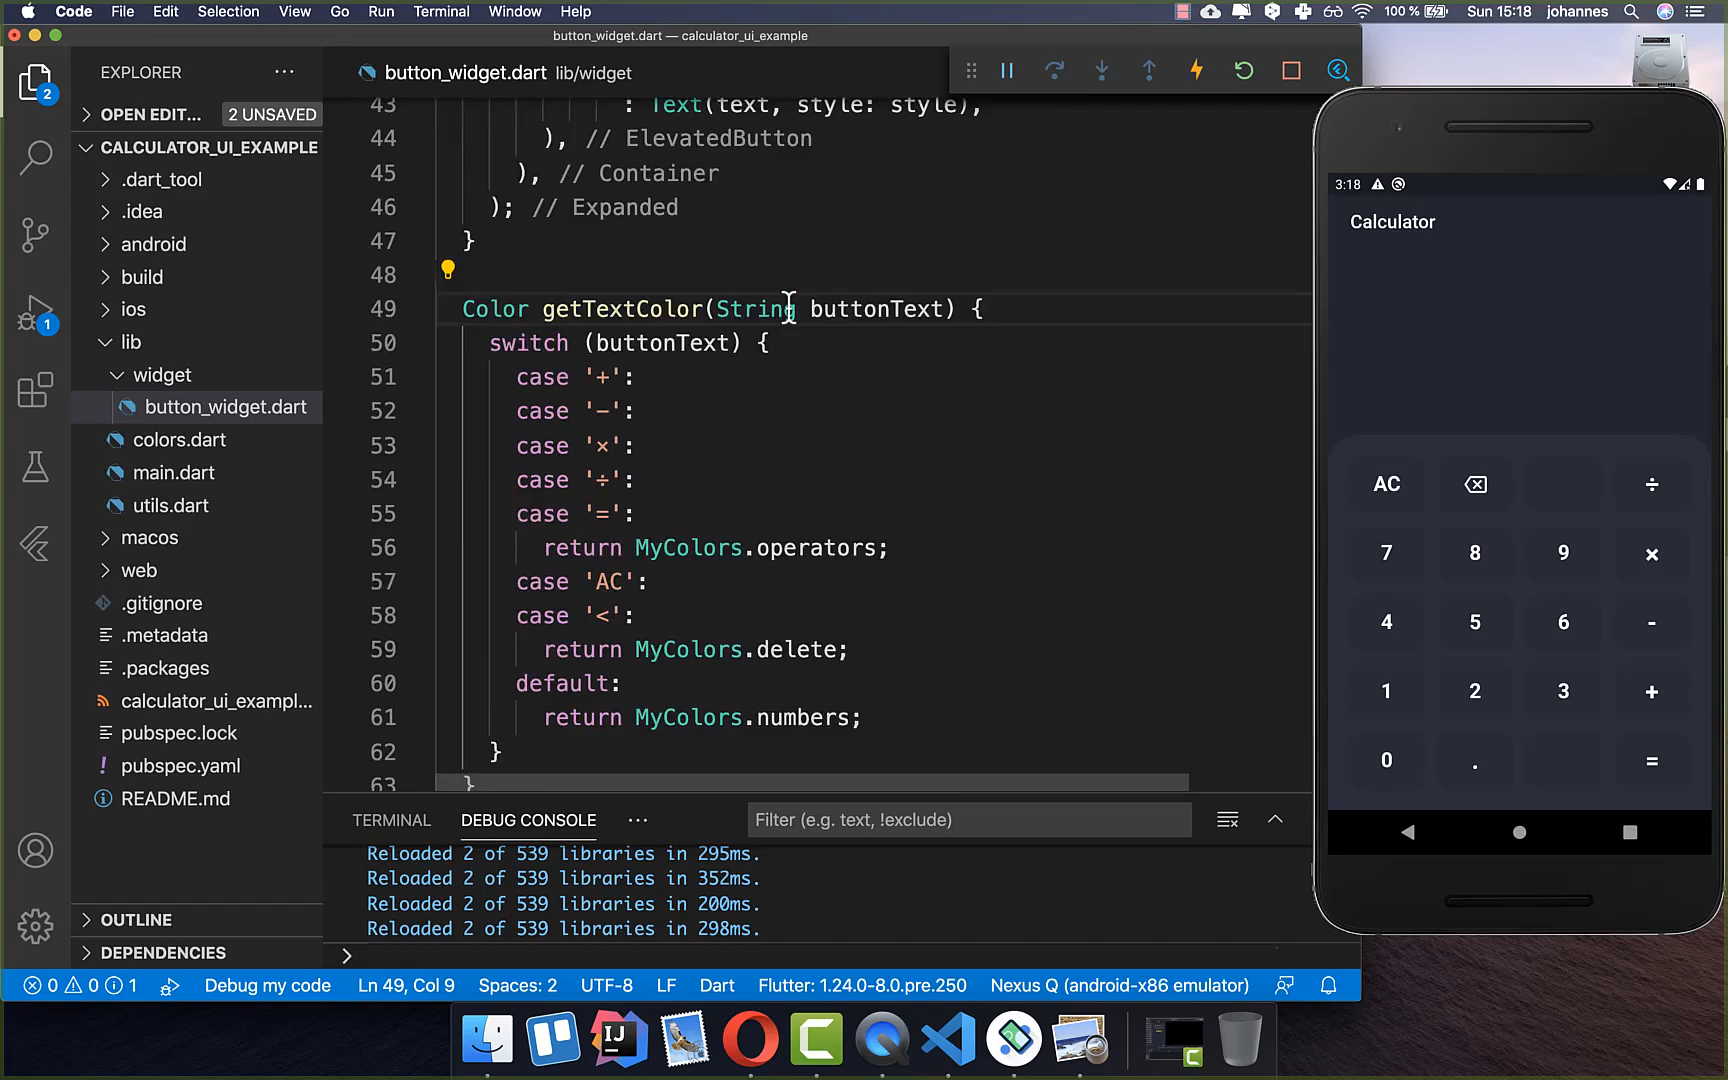 Code File Edit Selection View Go Run Terminal Window Help 100 % Sun 15:18 johannes
button_widget.dart — calculator_ui_example
EXPLORER ···
button_widget.dart lib/widget
OPEN EDIT... 2 UNSAVED
CALCULATOR_UI_EXAMPLE
.dart_tool
.idea
android
build
ios
lib
widget
button_widget.dart
colors.dart
main.dart
utils.dart
macos
web
.gitignore
.metadata
.packages
calculator_ui_exampl...
pubspec.lock
pubspec.yaml
README.md
OUTLINE
DEPENDENCIES
2
1
43 : Text(text, style: style),
44 ), // ElevatedButton
45 ), // Container
46 ); // Expanded
47 }
48
49 Color getTextColor(String buttonText) {
50 switch (buttonText) {
51 case '+':
52 case '−':
53 case '×':
54 case '÷':
55 case '=':
56 return MyColors.operators;
57 case 'AC':
58 case '<':
59 return MyColors.delete;
60 default:
61 return MyColors.numbers;
62 }
63 }
TERMINAL DEBUG CONSOLE ··· Filter (e.g. text, !exclude)
Reloaded 2 of 539 libraries in 295ms.
Reloaded 2 of 539 libraries in 352ms.
Reloaded 2 of 539 libraries in 200ms.
Reloaded 2 of 539 libraries in 298ms.
0 0 1 Debug my code Ln 49, Col 9 Spaces: 2 UTF-8 LF Dart Flutter: 1.24.0-8.0.pre.250 Nexus Q (android-x86 emulator)
3:18
Calculator
AC ÷
7 8 9 ×
4 5 6 -
1 2 3 +
0 . =
IJ